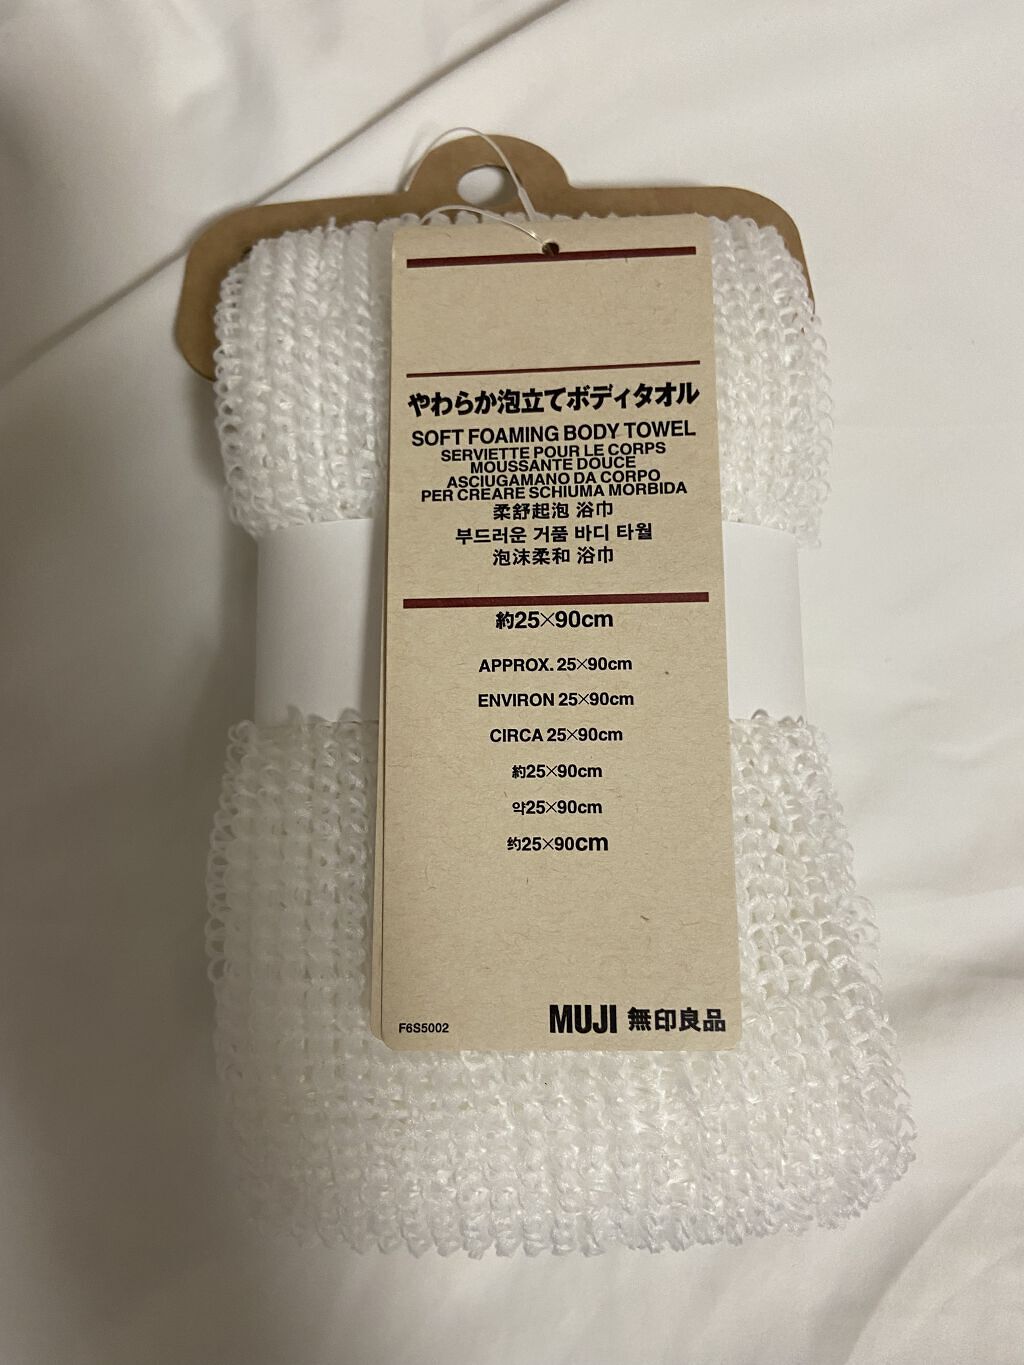 やわらか泡立てボディタオル
SOFT FOAMING BODY TOWEL
SERVIETTE POUR LE CORPS
MOUSSANTE DOUCE
ASCIUGAMANO DA CORPO
PER CREARE SCHIUMA MORBIDA
柔舒起泡 浴巾
부드러운 거품 바디 타월
泡沫柔和 浴巾
約25×90cm
APPROX. 25×90cm
ENVIRON 25×90cm
CIRCA 25×90cm
約25×90cm
약25×90cm
约25×90cm
F6S5002
MUJI 無印良品